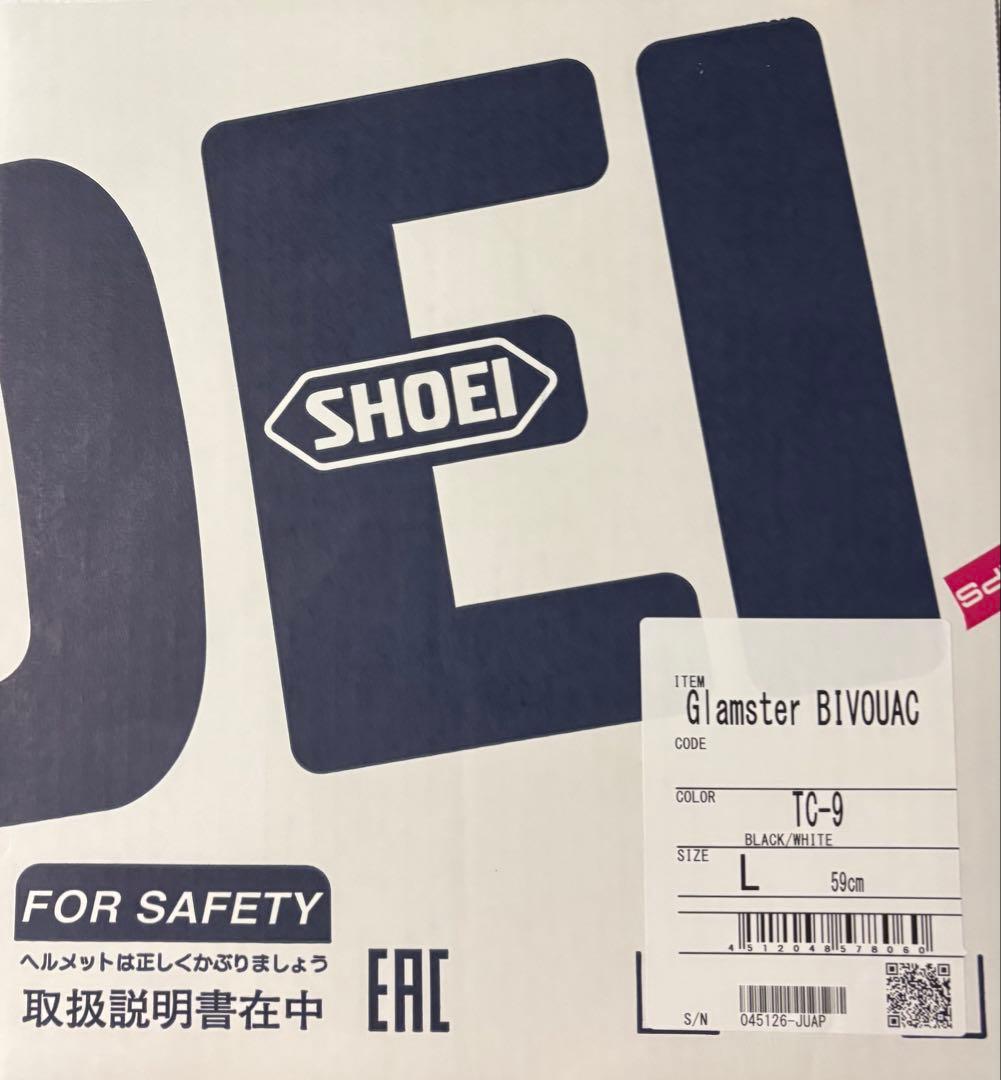 OEI
SHOEI
PS
ITEM
Glamster BIVOUAC
CODE
COLOR
TC-9
BLACK/WHITE
SIZE
L 59cm
4512048578060
S/N 045126-JUAP
FOR SAFETY
ヘルメットは正しくかぶりましょう
取扱説明書在中
EAC